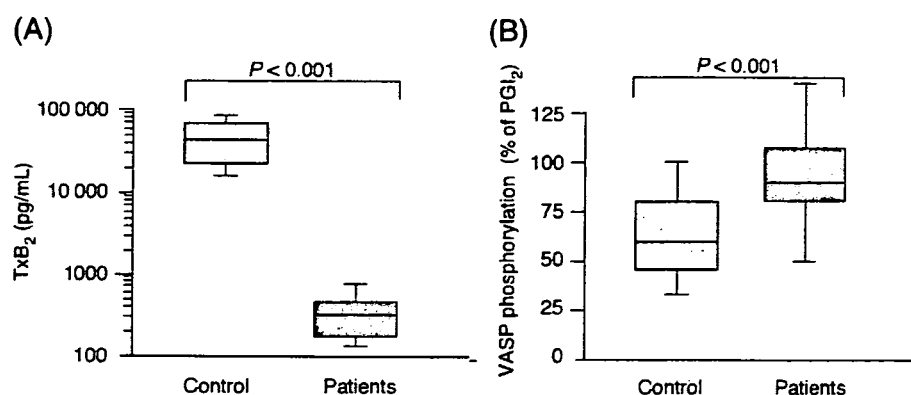 (A)
P < 0.001
100 000
10 000
1000
100
TxB2 (pg/mL)
Control
Patients
(B)
P < 0.001
125
100
75
50
25
0
VASP phosphorylation (% of PGI2)
Control
Patients